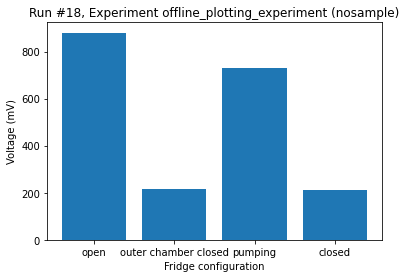 Run #18, Experiment offline_plotting_experiment (nosample)
Voltage (mV)
800
600
400
200
0
open
outer chamber closed
pumping
closed
Fridge configuration